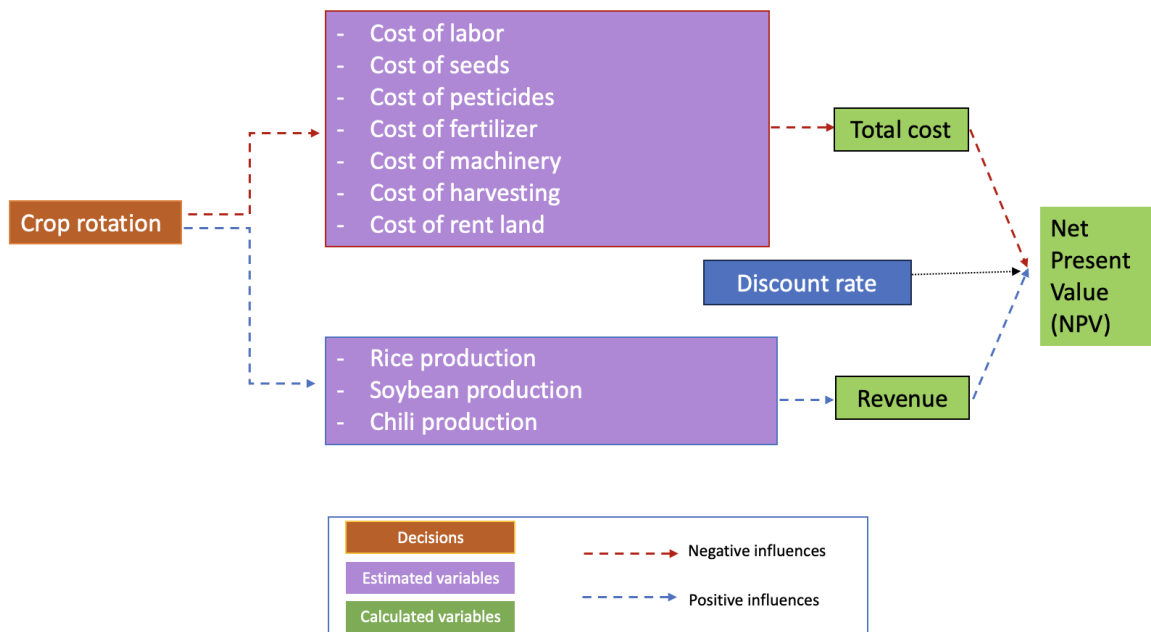 - Cost of labor
- Cost of seeds
- Cost of pesticides
- Cost of fertilizer
- Cost of machinery
- Cost of harvesting
- Cost of rent land
Total cost
Crop rotation
Net
Present
Value
(NPV)
Discount rate
- Rice production
- Soybean production
- Chili production
Revenue
Decisions
Negative influences
Estimated variables
Positive influences
Calculated variables